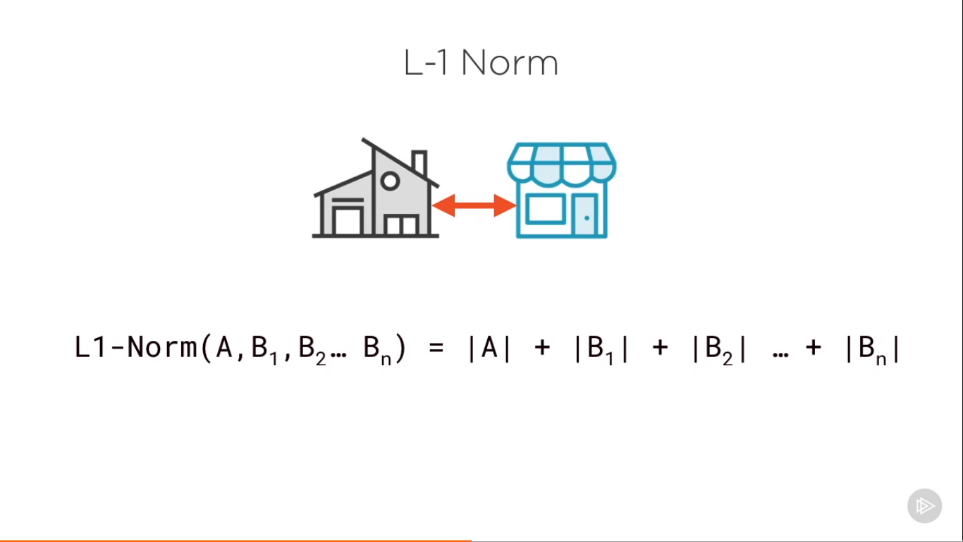 L-1 Norm
L1-Norm(A,B₁,B₂… Bₙ) = |A| + |B₁| + |B₂| … + |Bₙ|